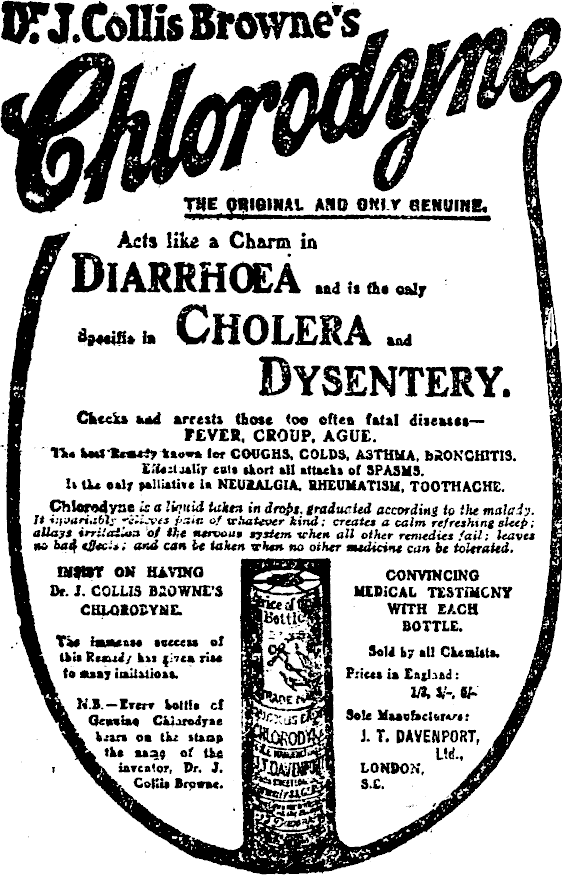 Dr. J. Collis Browne's
Chlorodyne
THE ORIGINAL AND ONLY GENUINE.
Acts like a Charm in
DIARRHŒA and is the only
Specific in CHOLERA and
DYSENTERY.
Checks and arrests those too often fatal diseases—
FEVER, CROUP, AGUE.
The best Remedy known for COUGHS, COLDS, ASTHMA, BRONCHITIS.
Effectually cuts short all attacks of SPASMS.
Is the only palliative in NEURALGIA, RHEUMATISM, TOOTHACHE.
Chlorodyne is a liquid taken in drops, graduated according to the malady.
It invariably relieves pain of whatever kind; creates a calm refreshing sleep;
allays irritation of the nervous system when all other remedies fail; leaves
no bad effects; and can be taken when no other medicine can be tolerated.
INSIST ON HAVING
Dr. J. COLLIS BROWNE'S
CHLORODYNE.
The immense success of
this Remedy has given rise
to many imitations.
N.B.—Every bottle of
Genuine Chlorodyne
bears on the stamp
the name of the
inventor, Dr. J.
Collis Browne.
Price of
Bottle
TRADE MARK
CHLORODYNE
J.T. DAVENPORT
CONVINCING
MEDICAL TESTIMONY
WITH EACH
BOTTLE.
Sold by all Chemists.
Prices in England:
1/3, 3/-, 5/-
Sole Manufacturers:
J. T. DAVENPORT,
Ltd.,
LONDON,
S.E.